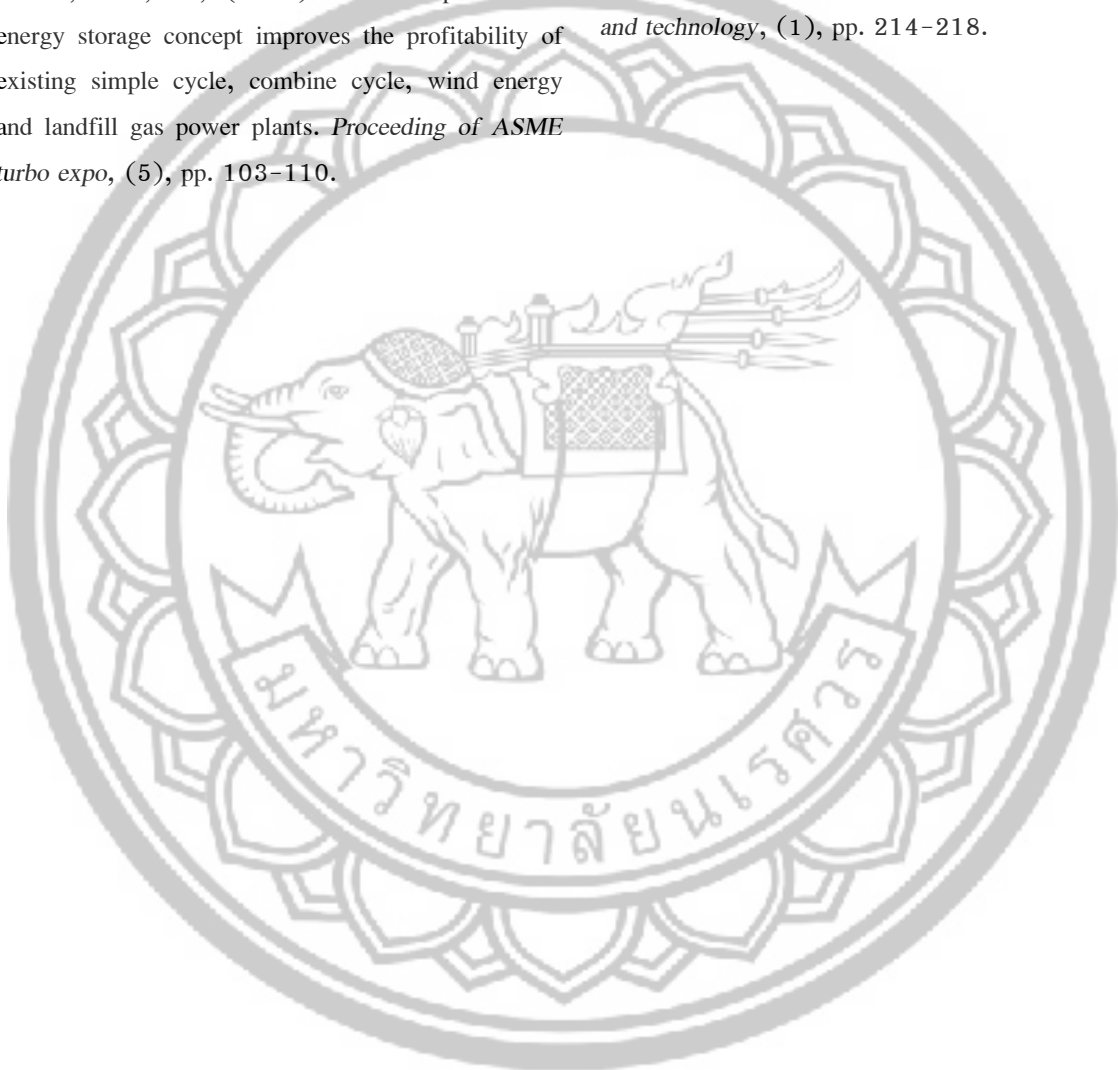 energy storage concept improves the profitability of
existing simple cycle, combine cycle, wind energy
and landfill gas power plants. Proceeding of ASME
turbo expo, (5), pp. 103-110.
and technology, (1), pp. 214-218.
มหาวิทยาลัยนเรศวร